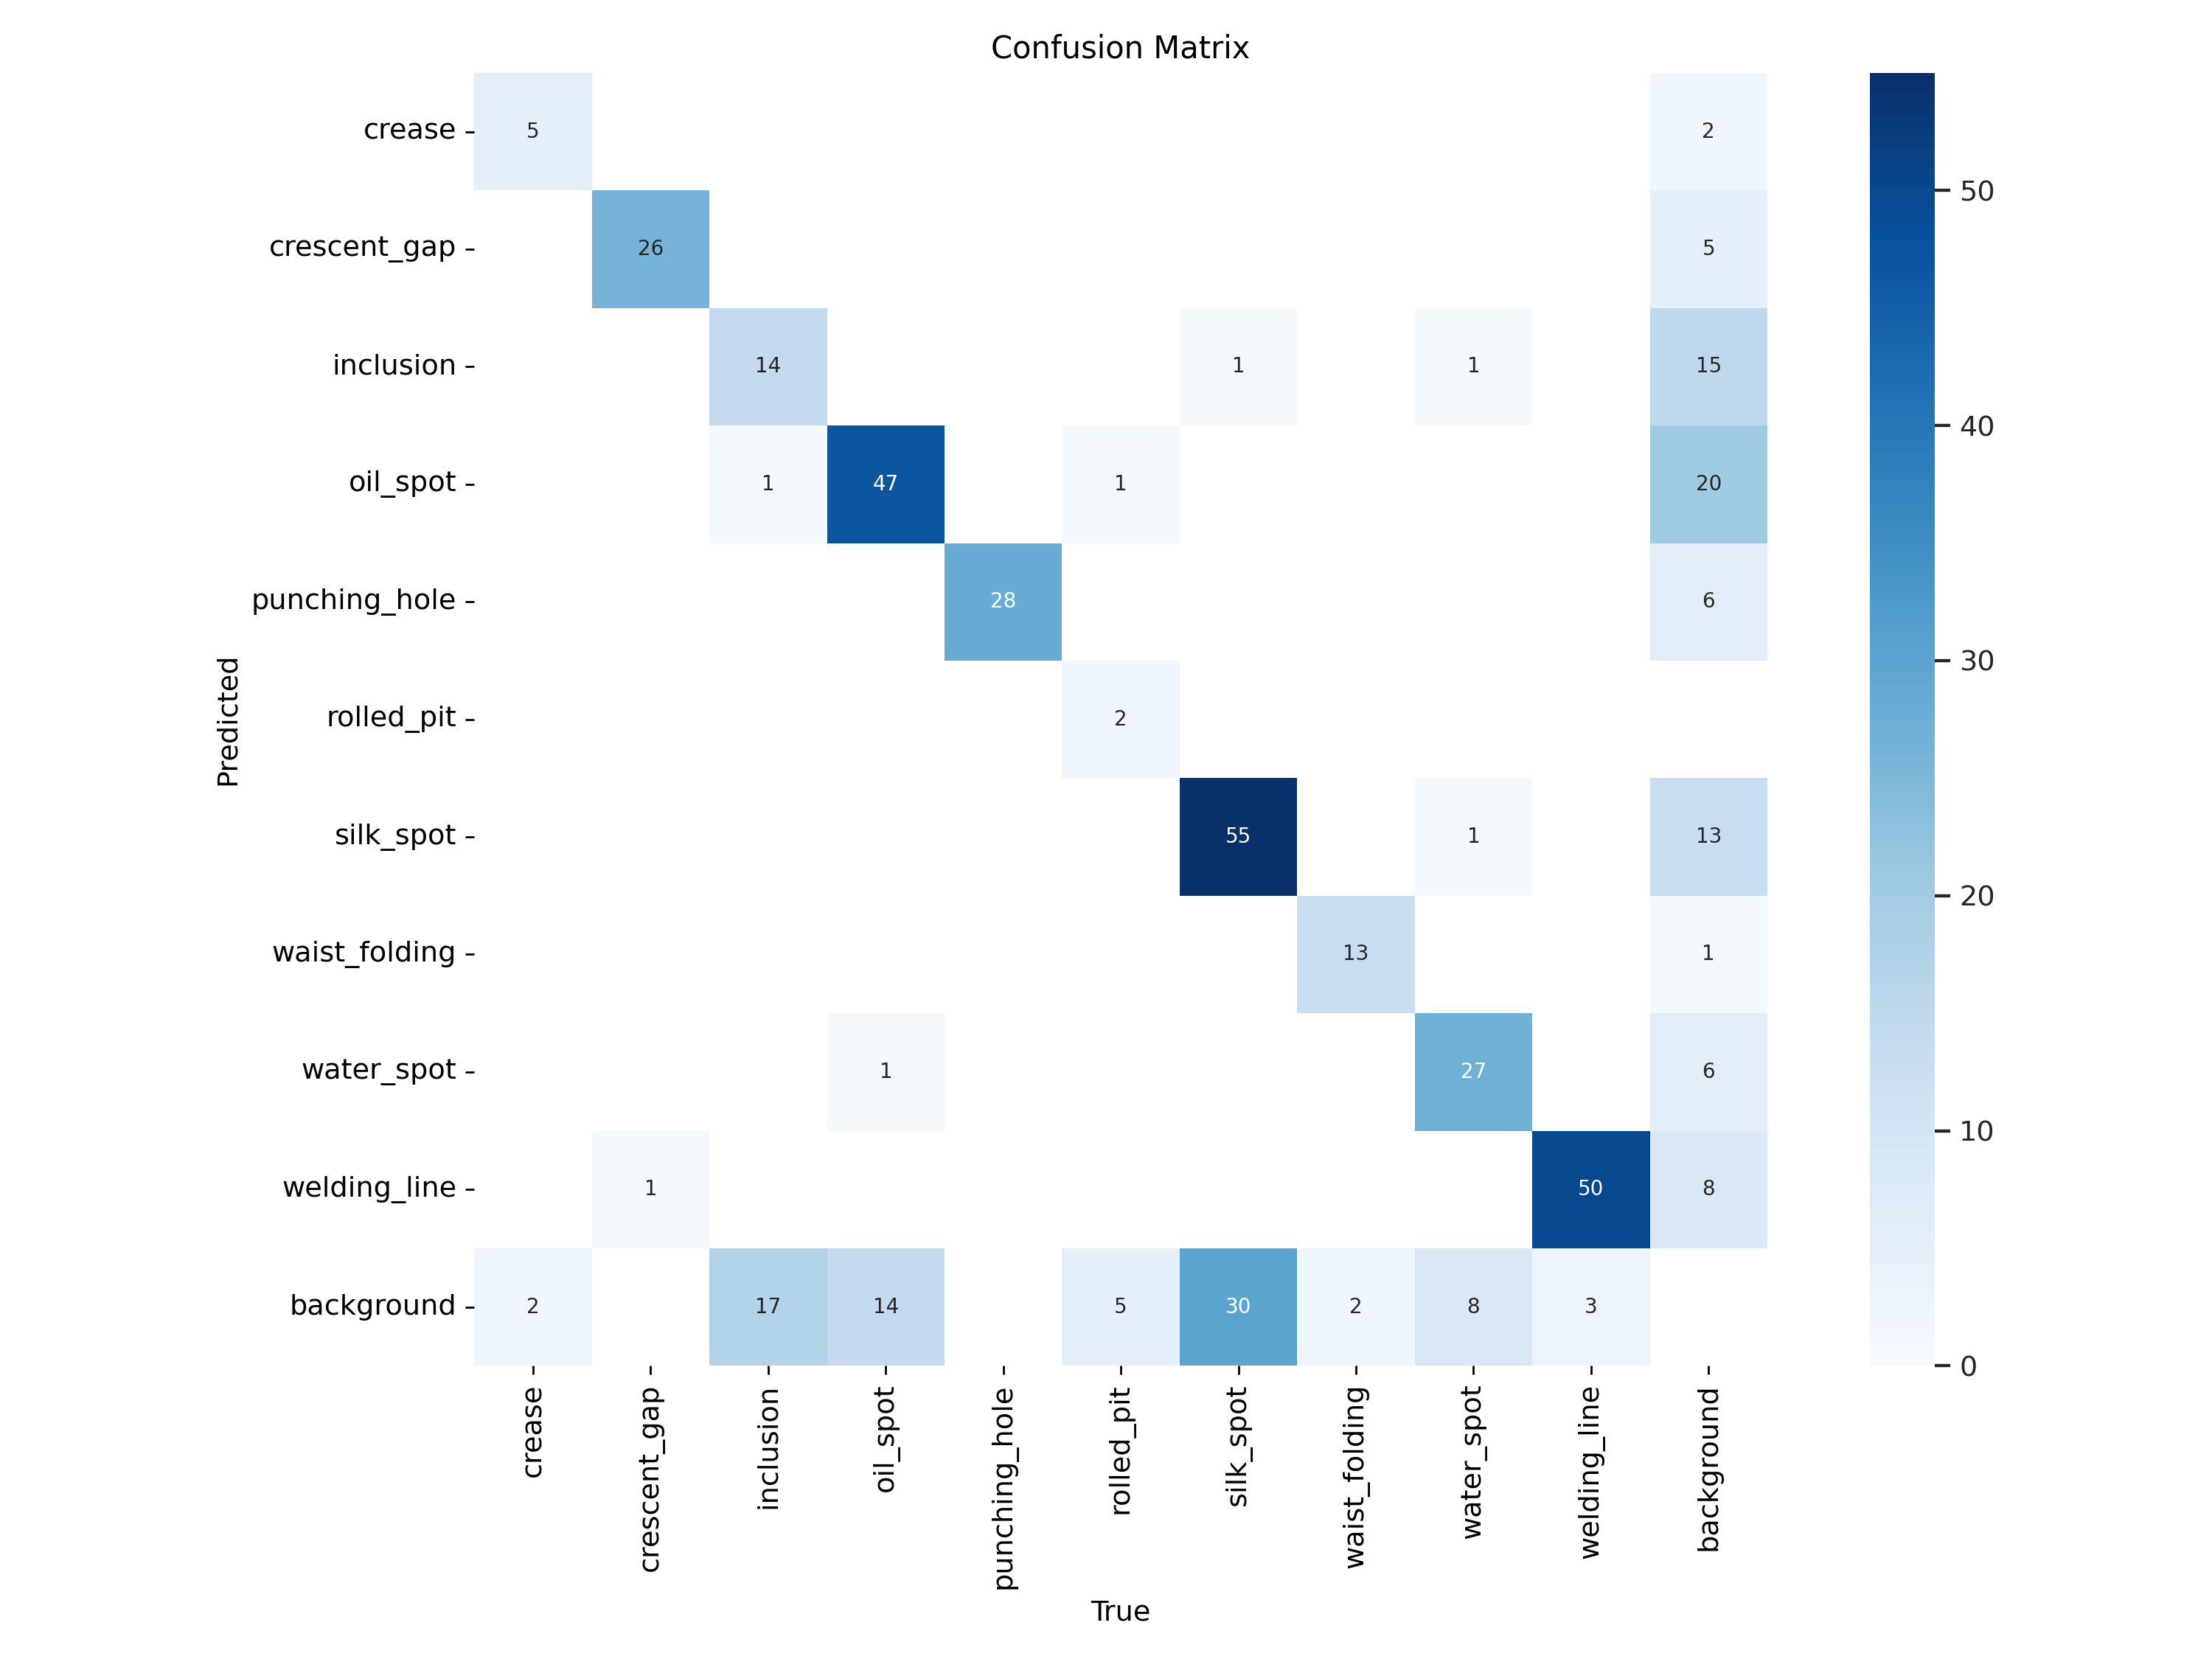 Confusion Matrix
crease 5 2
crescent_gap 26 5
inclusion 14 1 1 15
oil_spot 1 47 1 20
punching_hole 28 6
rolled_pit 2
silk_spot 55 1 13
waist_folding 13 1
water_spot 1 27 6
welding_line 1 50 8
background 2 17 14 5 30 2 8 3
Predicted
crease
crescent_gap
inclusion
oil_spot
punching_hole
rolled_pit
silk_spot
waist_folding
water_spot
welding_line
background
True
50
40
30
20
10
0